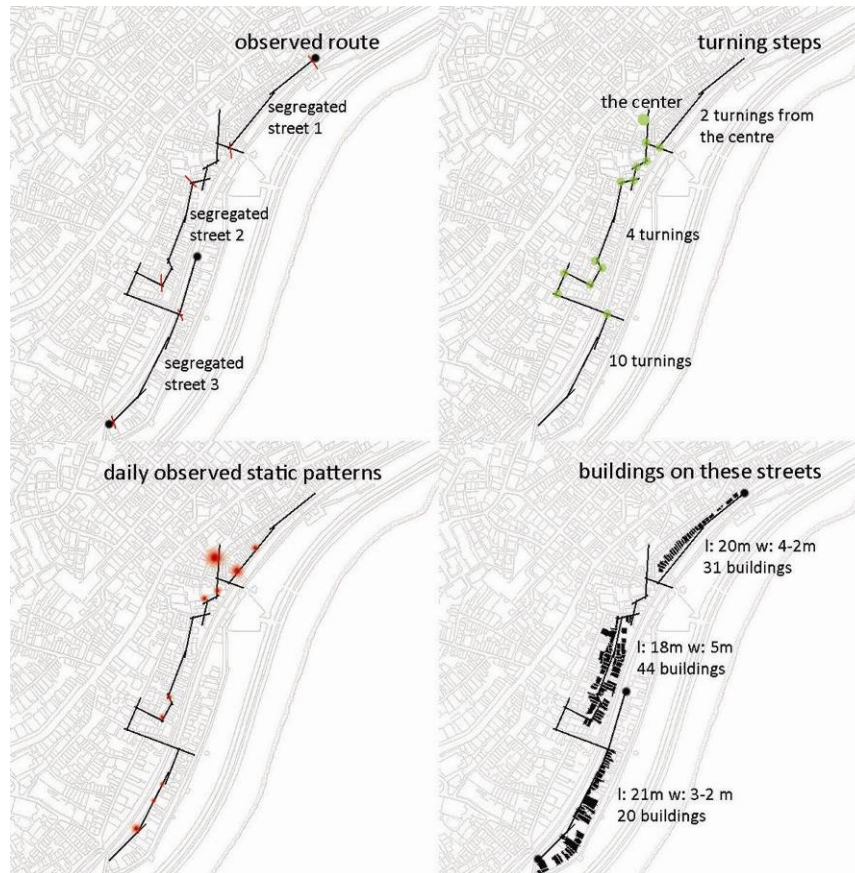 observed route
segregated
street 1
segregated
street 2
segregated
street 3
turning steps
the center
2 turnings from
the centre
4 turnings
10 turnings
daily observed static patterns
buildings on these streets
l: 20m w: 4-2m
31 buildings
l: 18m w: 5m
44 buildings
l: 21m w: 3-2 m
20 buildings